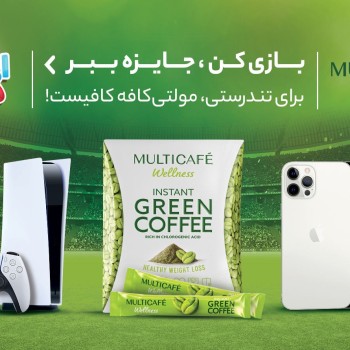 بازی کن ، جایزه ببر
برای تندرستی، مولتی‌کافه کافیست!
MULTICAFÉ
Wellness
INSTANT
GREEN
COFFEE
RICH IN CHLOROGENIC ACID
HEALTHY WEIGHT LOSS
MULTICAFÉ
Wellness
GREEN
COFFEE